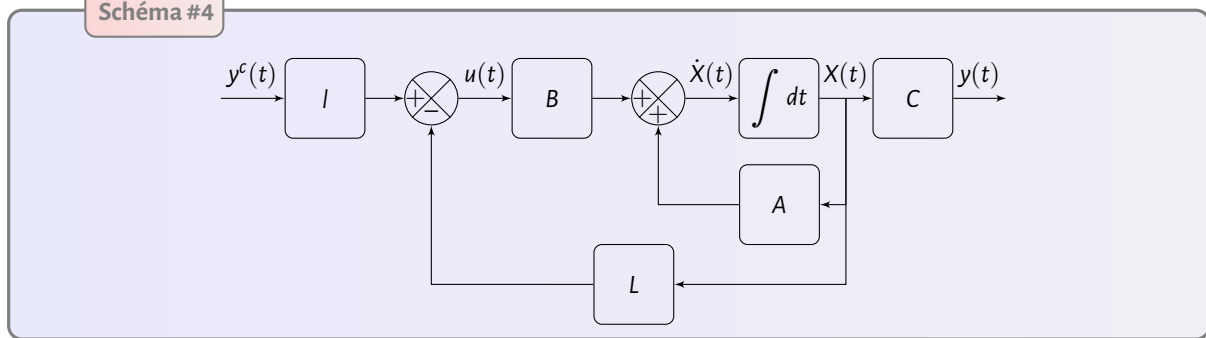 Schéma #4
y^c(t) l + − u(t) B + + Ẋ(t) ∫ dt X(t) C y(t)
A
L